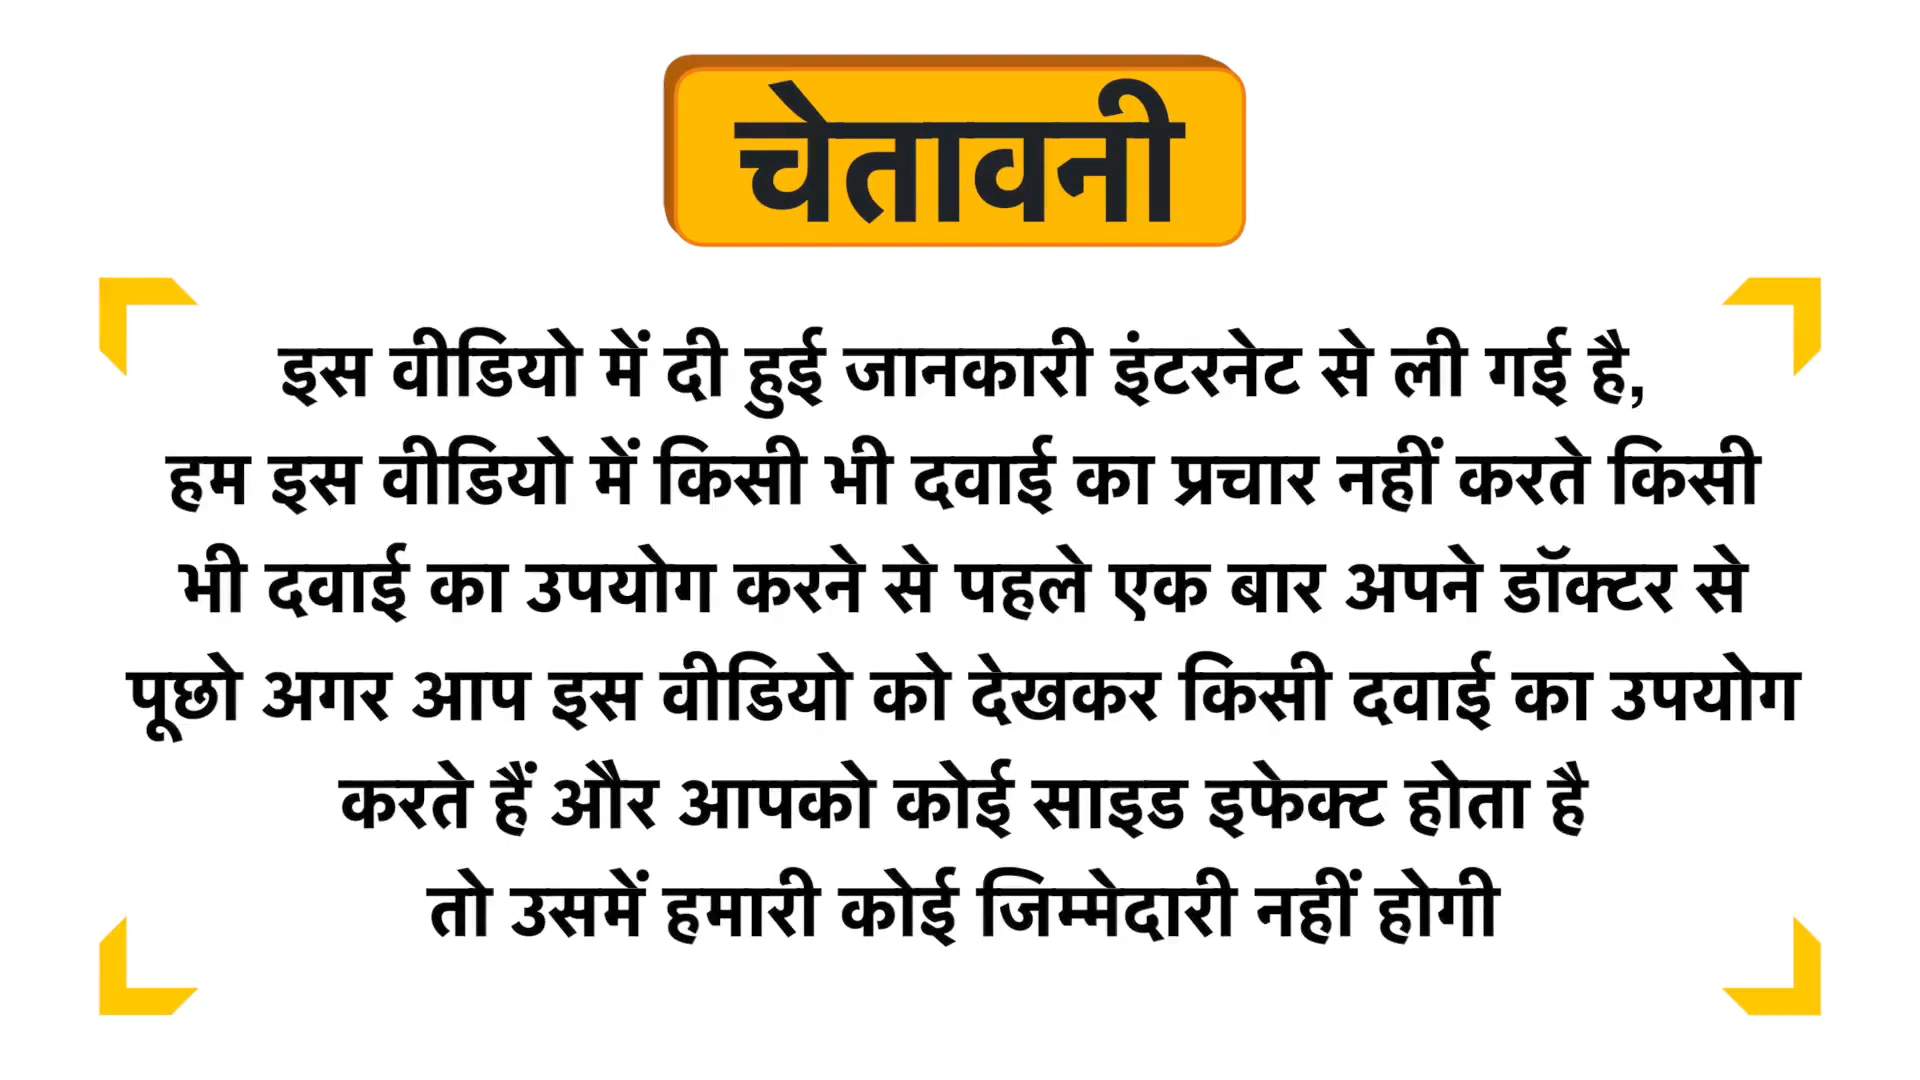 चेतावनी
इस वीडियो में दी हुई जानकारी इंटरनेट से ली गई है,
हम इस वीडियो में किसी भी दवाई का प्रचार नहीं करते किसी
भी दवाई का उपयोग करने से पहले एक बार अपने डॉक्टर से
पूछो अगर आप इस वीडियो को देखकर किसी दवाई का उपयोग
करते हैं और आपको कोई साइड इफेक्ट होता है
तो उसमें हमारी कोई जिम्मेदारी नहीं होगी